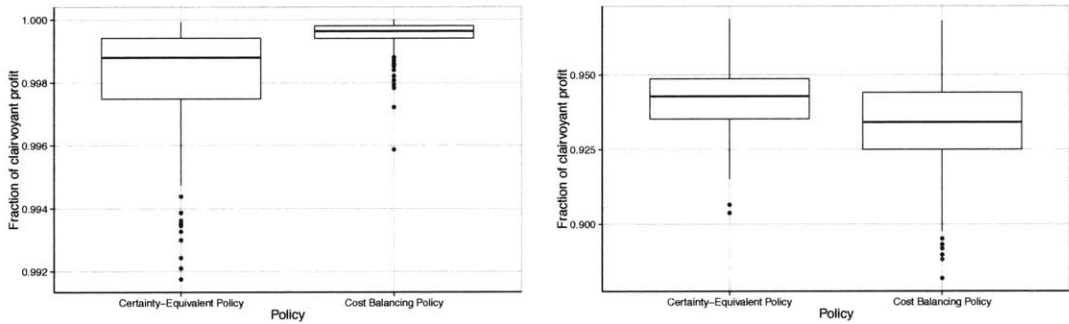 Fraction of clairvoyant profit
1.000
0.998
0.996
0.994
0.992
Certainty-Equivalent Policy
Cost Balancing Policy
Policy
Fraction of clairvoyant profit
0.950
0.925
0.900
Certainty-Equivalent Policy
Cost Balancing Policy
Policy